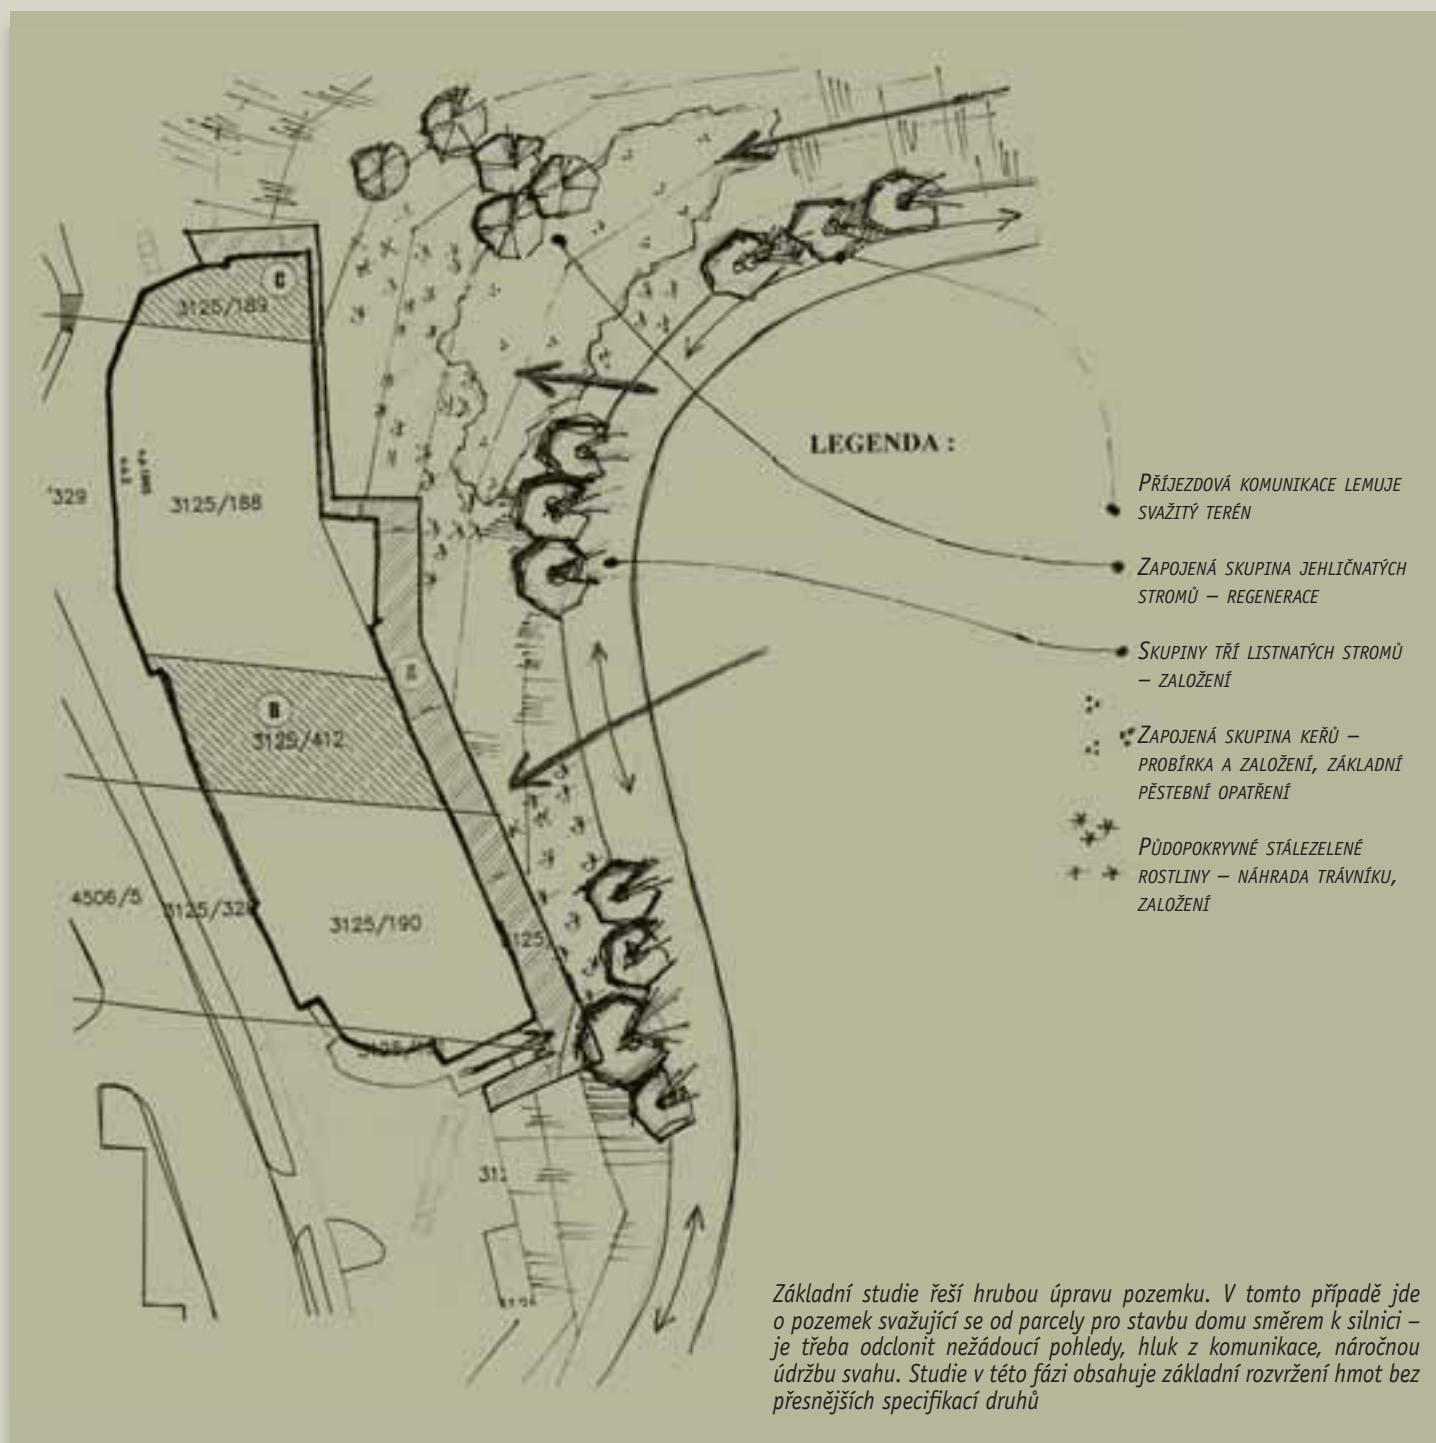 C
3125/189
LEGENDA :
'329
3125/188
PŘÍJEZDOVÁ KOMUNIKACE LEMUJE
SVAŽITÝ TERÉN
ZAPOJENÁ SKUPINA JEHLIČNATÝCH
STROMŮ – REGENERACE
SKUPINY TŘÍ LISTNATÝCH STROMŮ
– ZALOŽENÍ
ZAPOJENÁ SKUPINA KEŘŮ –
PROBÍRKA A ZALOŽENÍ, ZÁKLADNÍ
PĚSTEBNÍ OPATŘENÍ
PŮDOPOKRYVNÉ STÁLEZELENÉ
ROSTLINY – NÁHRADA TRÁVNÍKU,
ZALOŽENÍ
B
3125/412
4506/5
3125/32
3125/190
125/
312
Základní studie řeší hrubou úpravu pozemku. V tomto případě jde
o pozemek svažující se od parcely pro stavbu domu směrem k silnici –
je třeba odclonit nežádoucí pohledy, hluk z komunikace, náročnou
údržbu svahu. Studie v této fázi obsahuje základní rozvržení hmot bez
přesnějších specifikací druhů